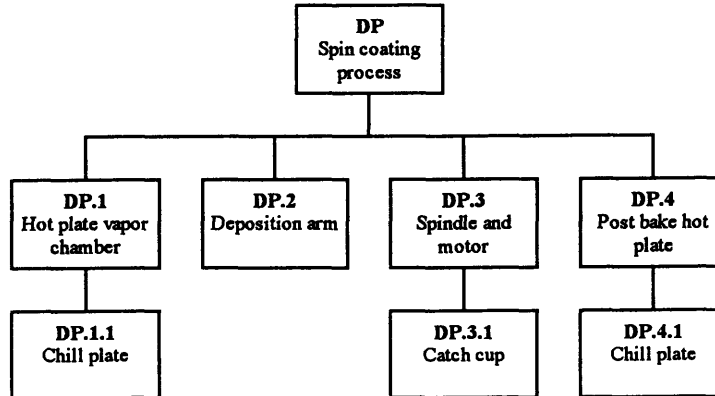 DP
Spin coating
process
DP.1
Hot plate vapor
chamber
DP.2
Deposition arm
DP.3
Spindle and
motor
DP.4
Post bake hot
plate
DP.1.1
Chill plate
DP.3.1
Catch cup
DP.4.1
Chill plate